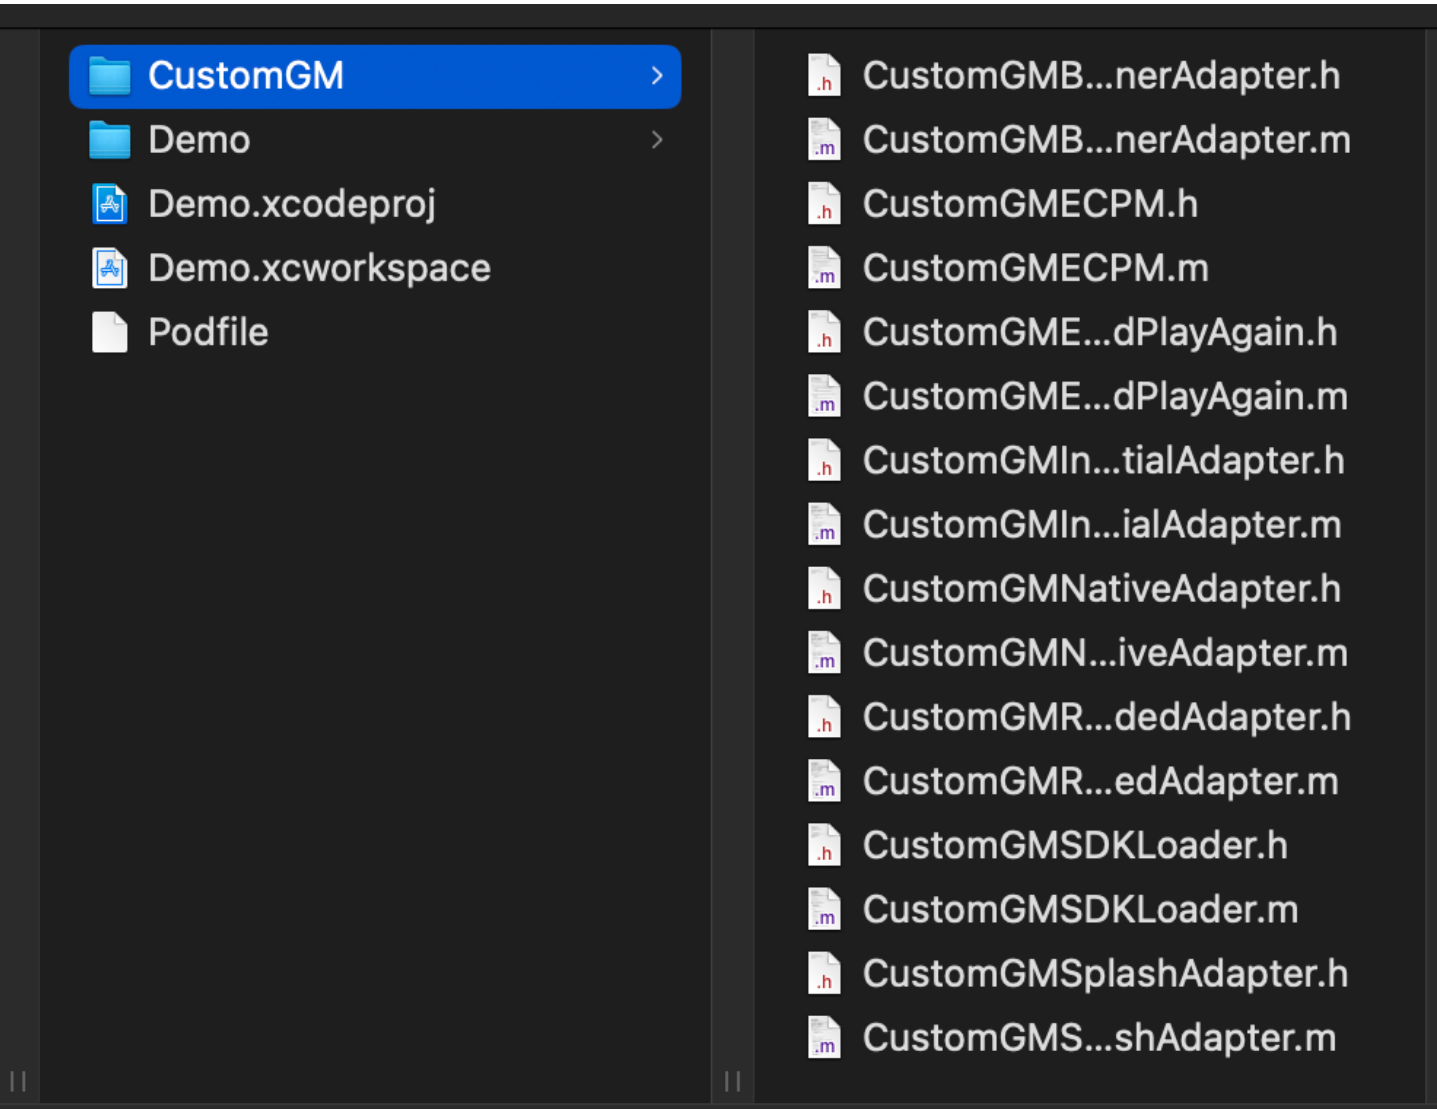 CustomGM
Demo
Demo.xcodeproj
Demo.xcworkspace
Podfile
CustomGMB...nerAdapter.h
CustomGMB...nerAdapter.m
CustomGMECPM.h
CustomGMECPM.m
CustomGME...dPlayAgain.h
CustomGME...dPlayAgain.m
CustomGMIn...tialAdapter.h
CustomGMIn...ialAdapter.m
CustomGMNativeAdapter.h
CustomGMN...iveAdapter.m
CustomGMR...dedAdapter.h
CustomGMR...edAdapter.m
CustomGMSDKLoader.h
CustomGMSDKLoader.m
CustomGMSplashAdapter.h
CustomGMS...shAdapter.m